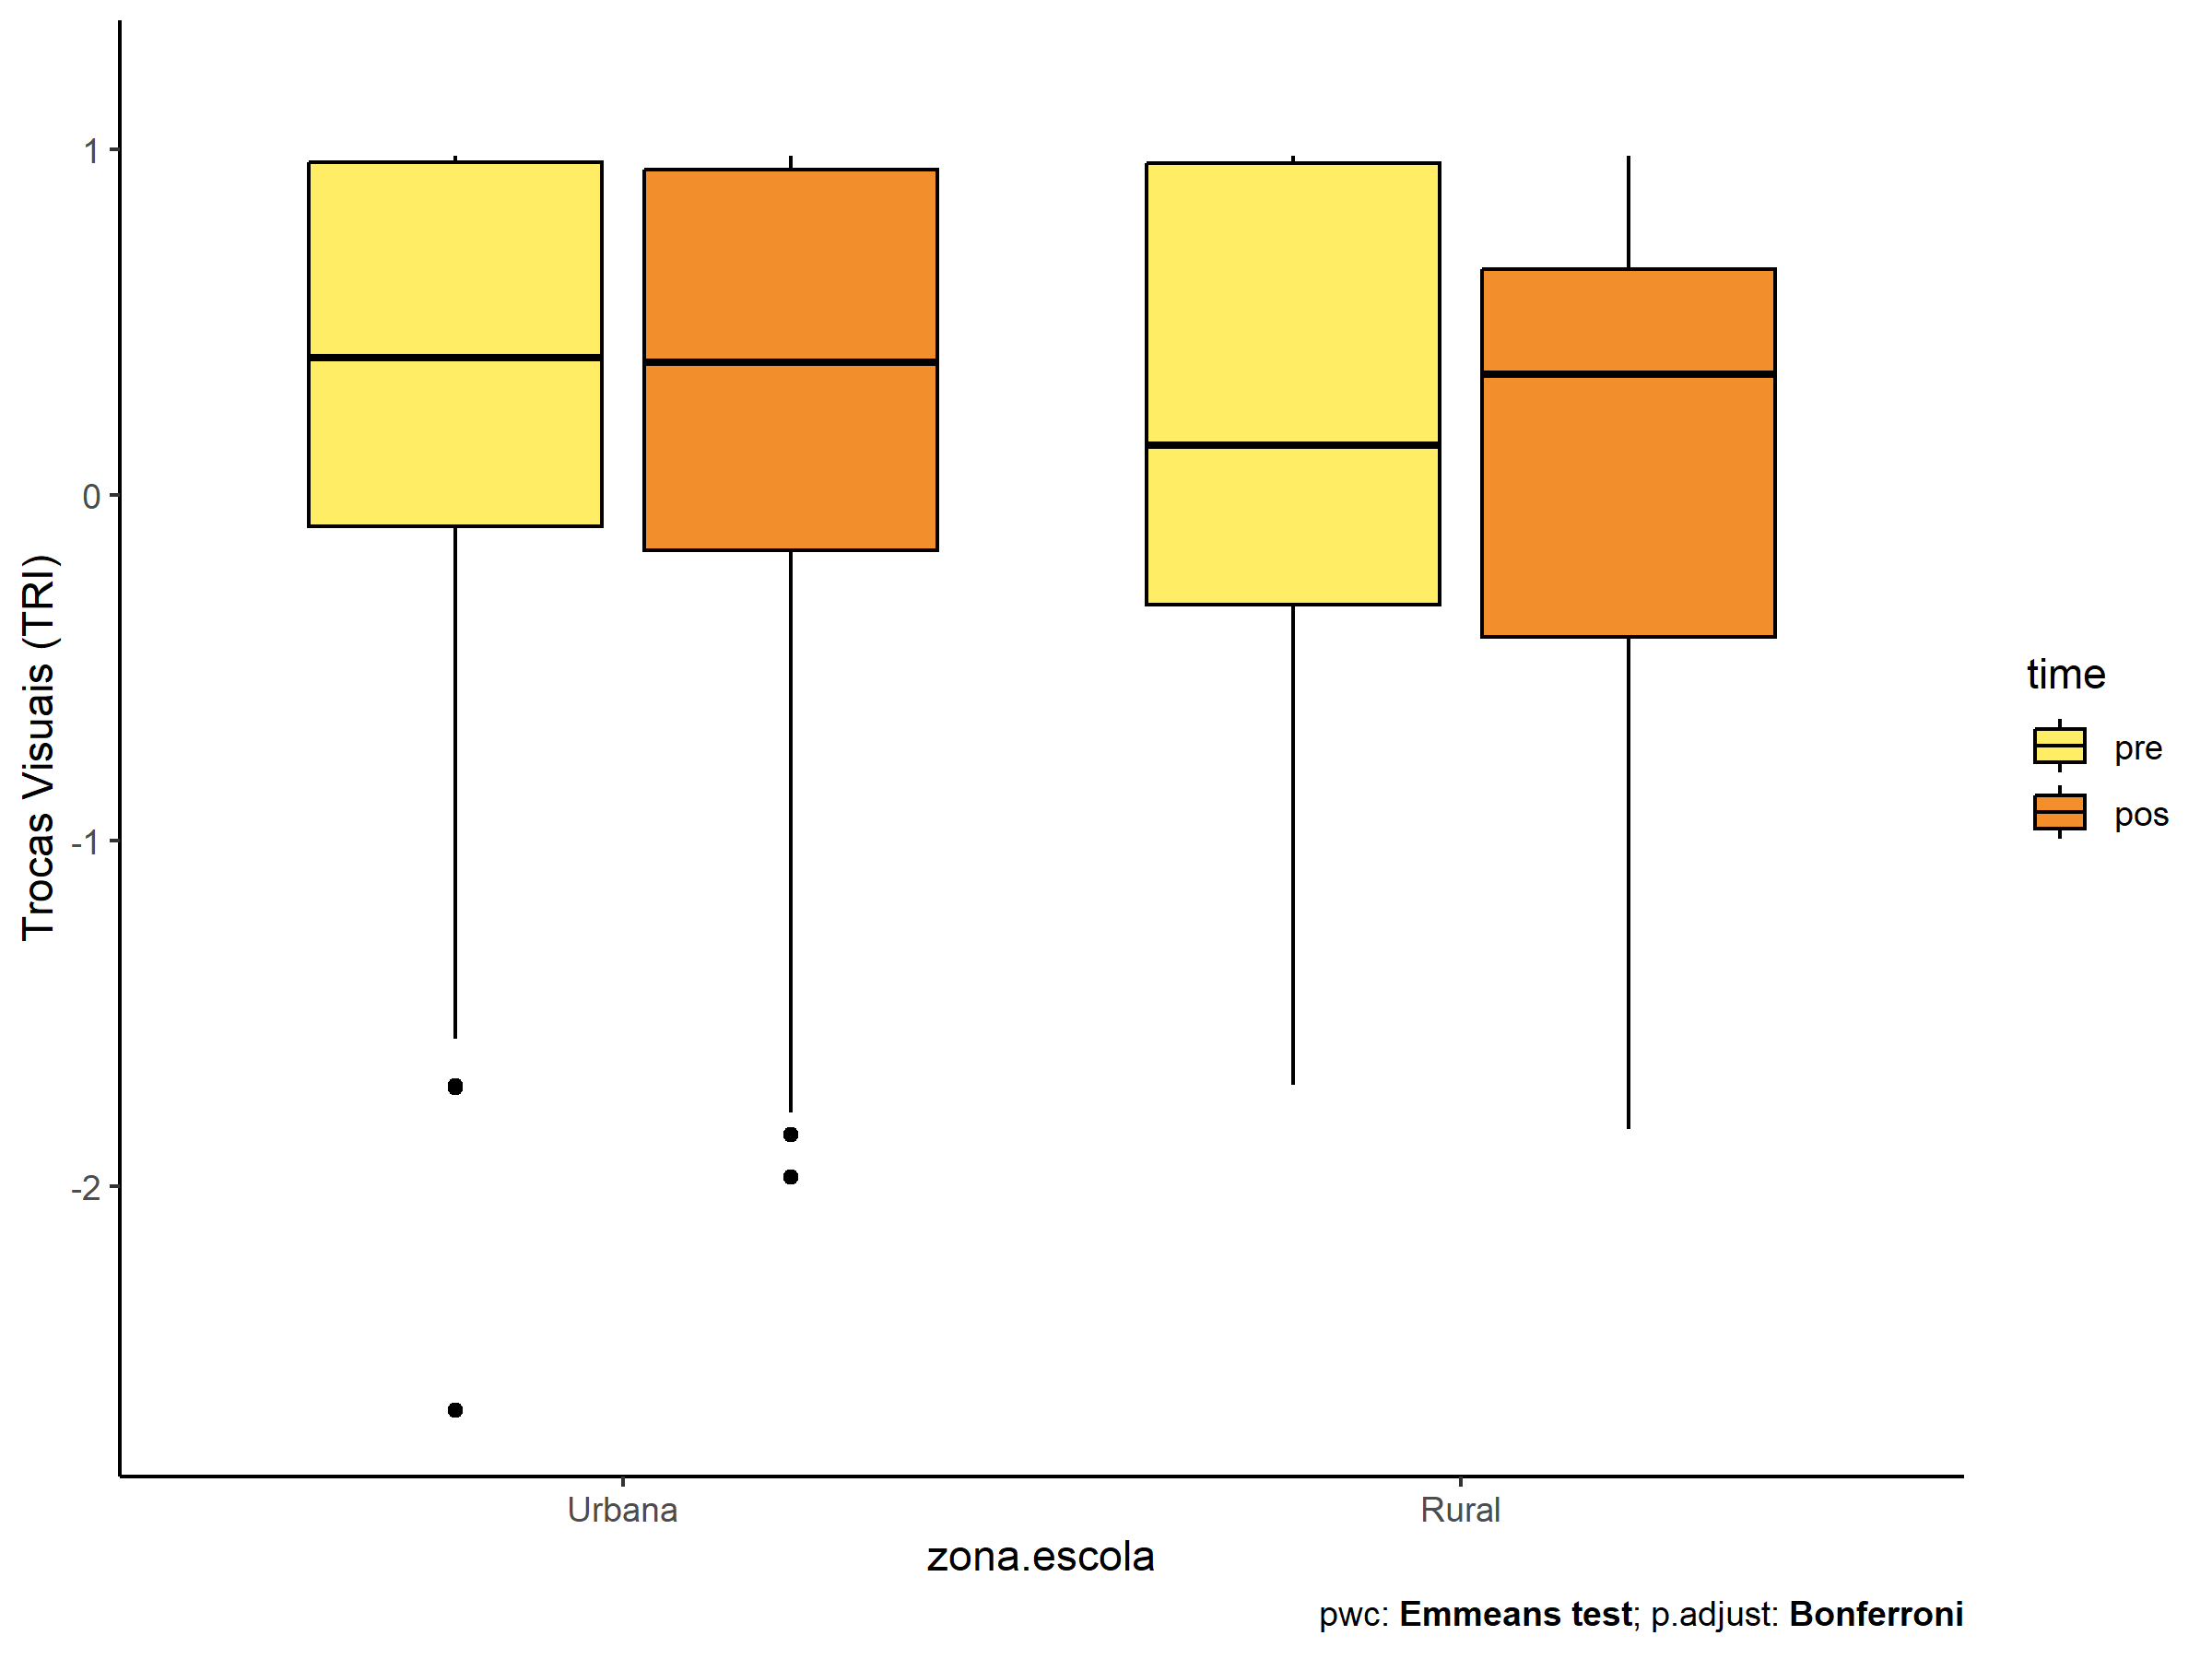 1
0
-1
-2
Trocas Visuais (TRI)
Urbana
Rural
zona.escola
time
pre
pos
pwc: Emmeans test; p.adjust: Bonferroni